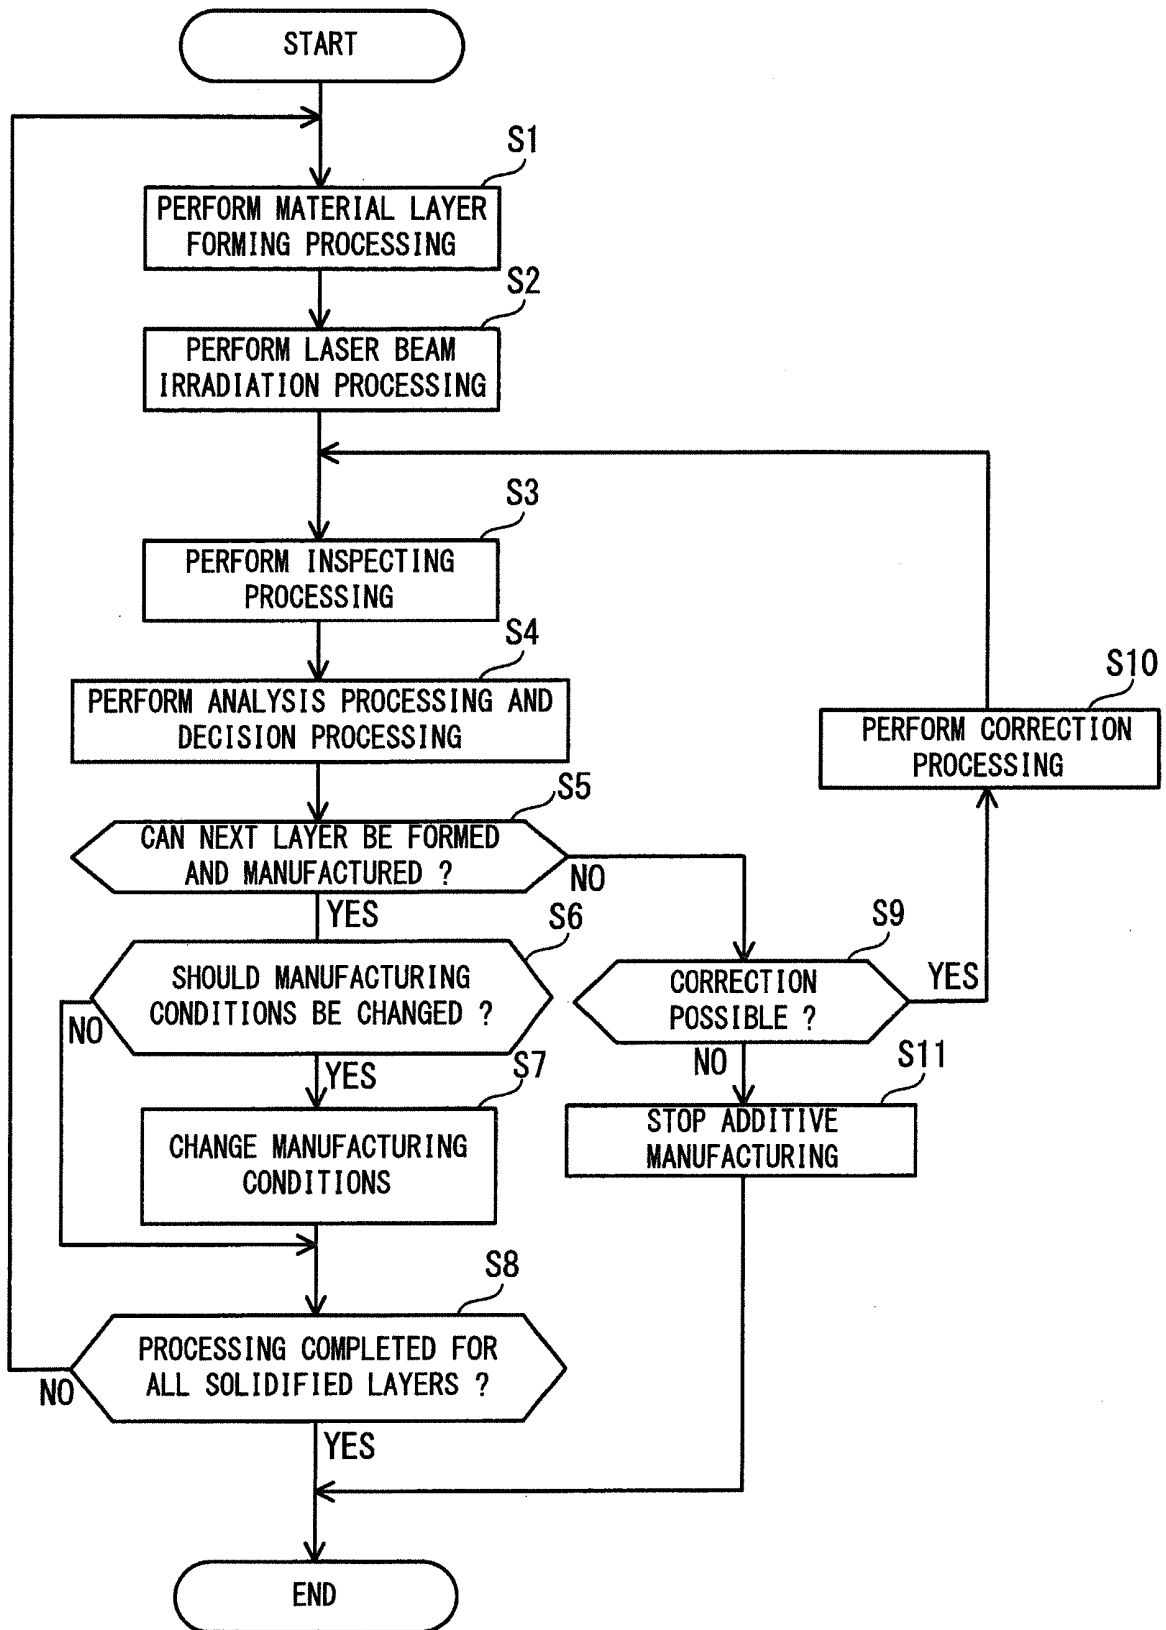 START
S1
PERFORM MATERIAL LAYER
FORMING PROCESSING
S2
PERFORM LASER BEAM
IRRADIATION PROCESSING
S3
PERFORM INSPECTING
PROCESSING
S4
PERFORM ANALYSIS PROCESSING AND
DECISION PROCESSING
S10
PERFORM CORRECTION
PROCESSING
S5
CAN NEXT LAYER BE FORMED
AND MANUFACTURED ?
NO
YES
S6
SHOULD MANUFACTURING
CONDITIONS BE CHANGED ?
NO
YES
S9
CORRECTION
POSSIBLE ?
YES
NO
S7
CHANGE MANUFACTURING
CONDITIONS
S11
STOP ADDITIVE
MANUFACTURING
S8
PROCESSING COMPLETED FOR
ALL SOLIDIFIED LAYERS ?
NO
YES
END